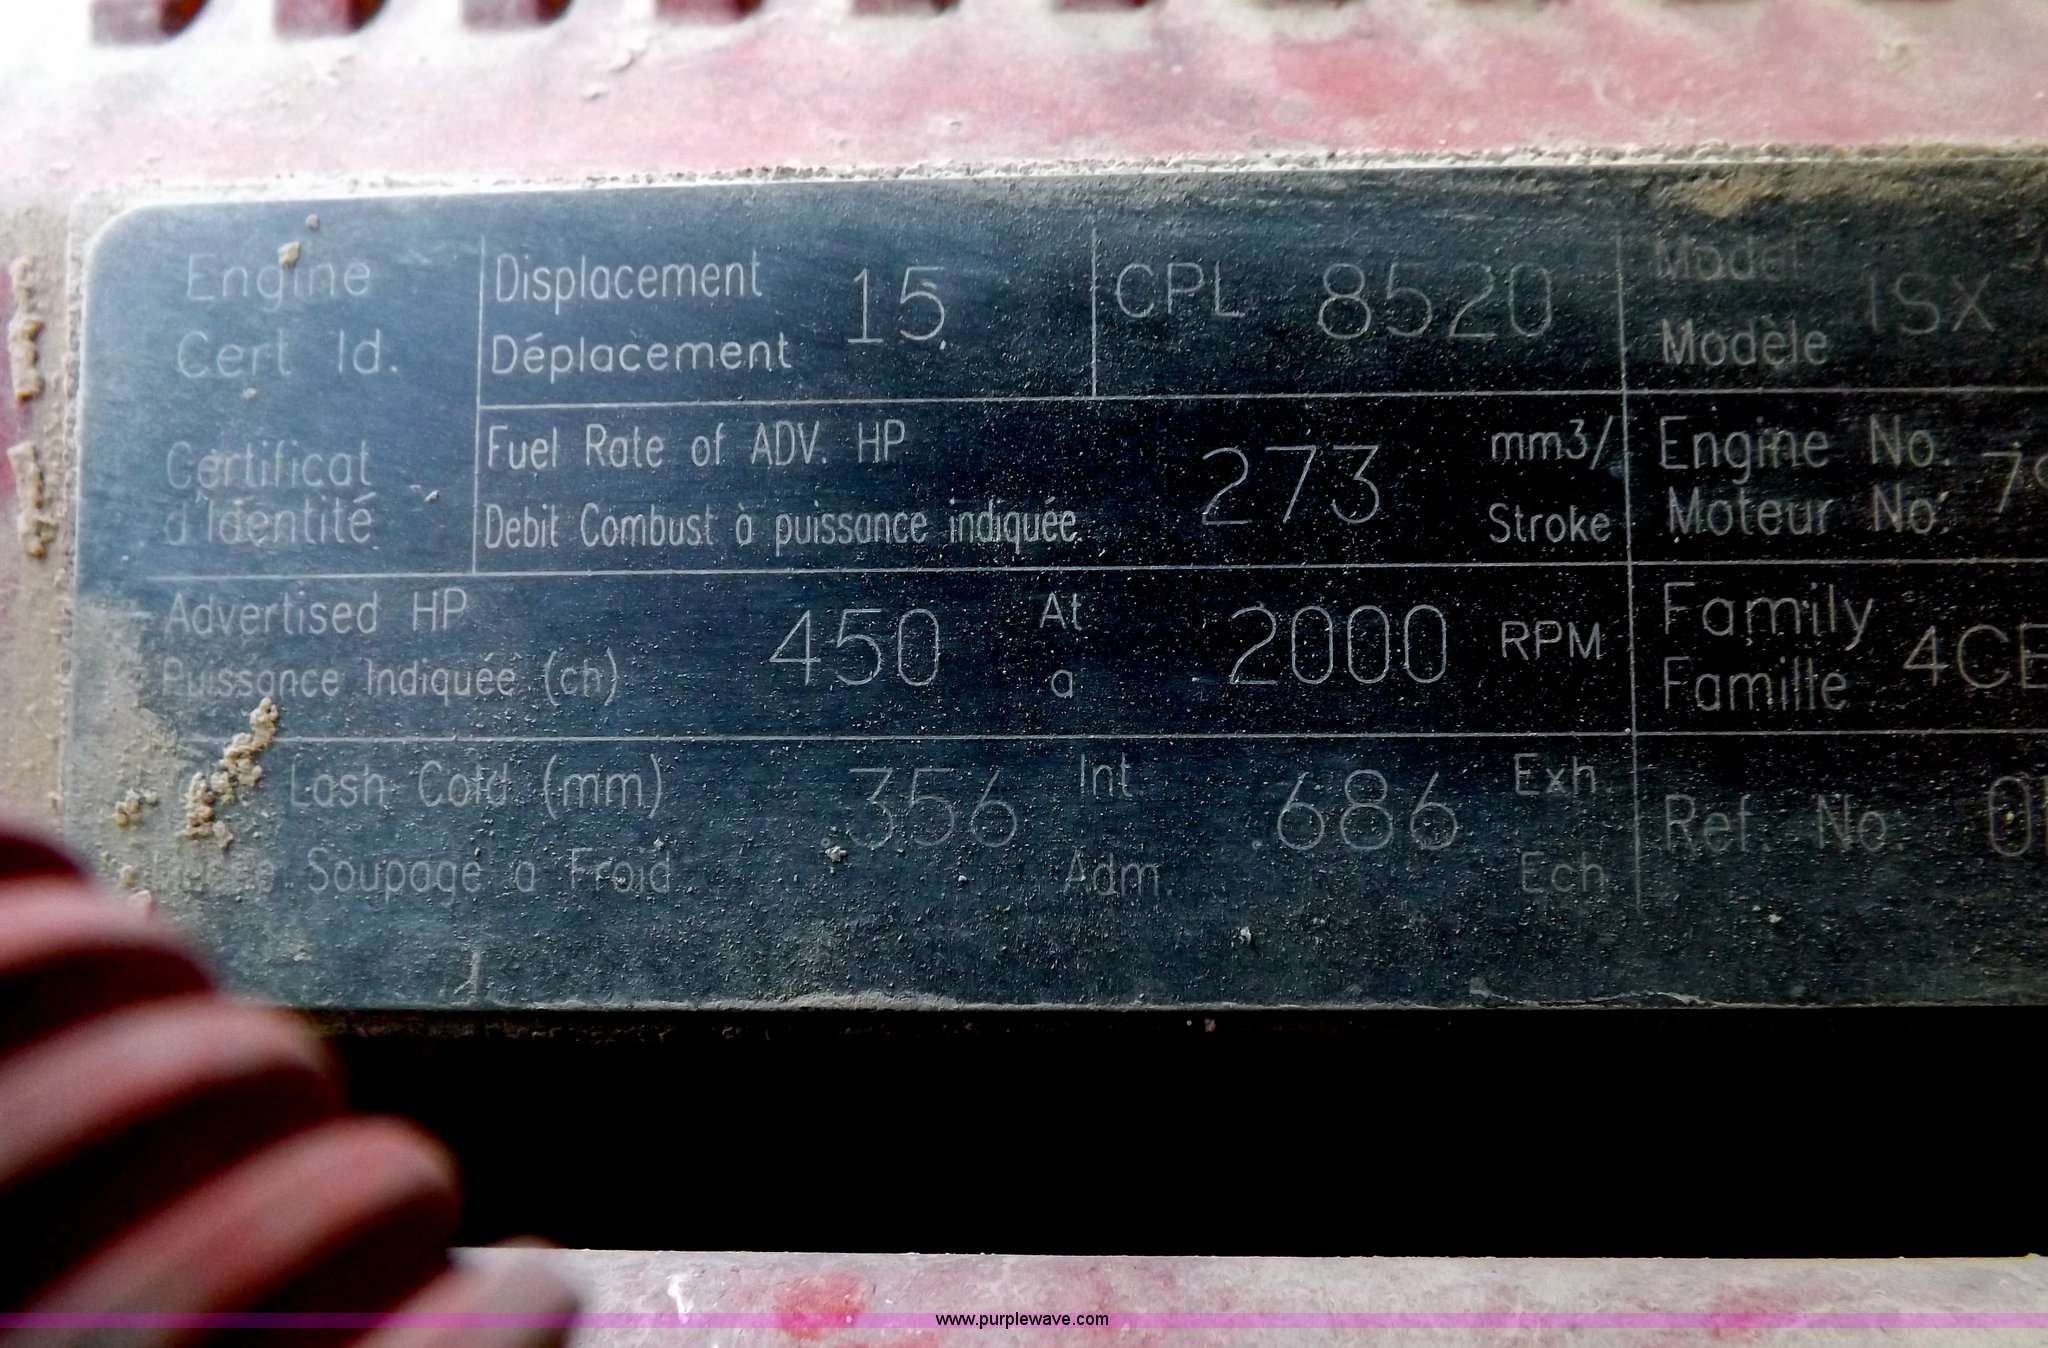 Engine
Cert Id.
Certificat
d'Identité
Displacement
Déplacement
15
CPL 8520
Model
Modèle
ISX
Fuel Rate of ADV. HP
Debit Combust à puissance indiquée.
273
mm3/
Stroke
Engine No.
Moteur No.
Advertised HP
Puissance Indiquée (ch)
450
At
a
2000
RPM
Family
Famille
4CE
Lash Cold (mm)
Soupage a Froid
.356
Int
Adm.
.686
Exh.
Ech
Ref. No.
www.purplewave.com